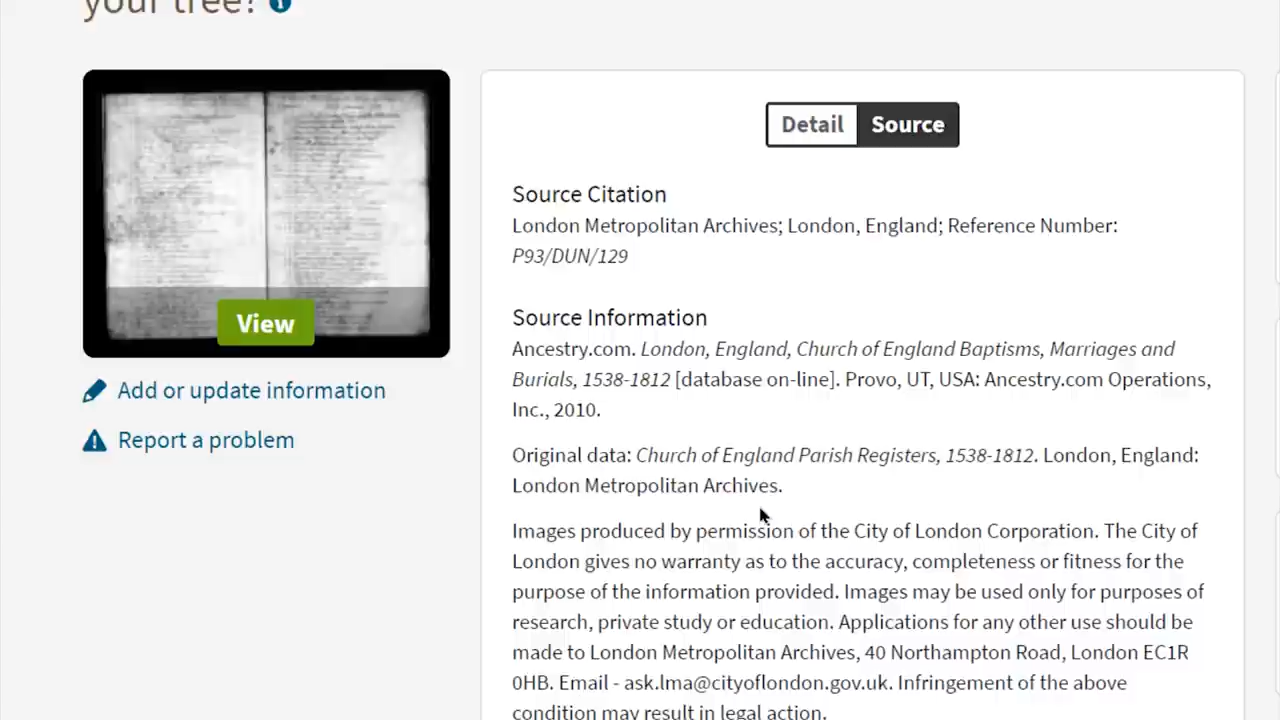 your tree?
View
Add or update information
Report a problem
Detail Source
Source Citation
London Metropolitan Archives; London, England; Reference Number:
P93/DUN/129
Source Information
Ancestry.com. London, England, Church of England Baptisms, Marriages and
Burials, 1538-1812 [database on-line]. Provo, UT, USA: Ancestry.com Operations,
Inc., 2010.
Original data: Church of England Parish Registers, 1538-1812. London, England:
London Metropolitan Archives.
Images produced by permission of the City of London Corporation. The City of
London gives no warranty as to the accuracy, completeness or fitness for the
purpose of the information provided. Images may be used only for purposes of
research, private study or education. Applications for any other use should be
made to London Metropolitan Archives, 40 Northampton Road, London EC1R
0HB. Email - ask.lma@cityoflondon.gov.uk. Infringement of the above
condition may result in legal action.